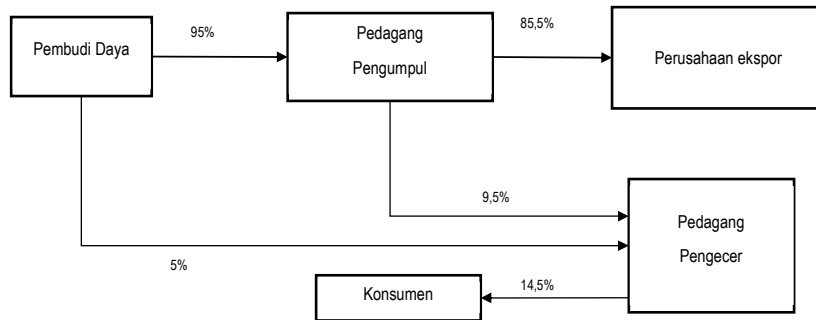 Pembudi Daya
95%
Pedagang
Pengumpul
85,5%
Perusahaan ekspor
9,5%
Pedagang
Pengecer
5%
Konsumen
14,5%